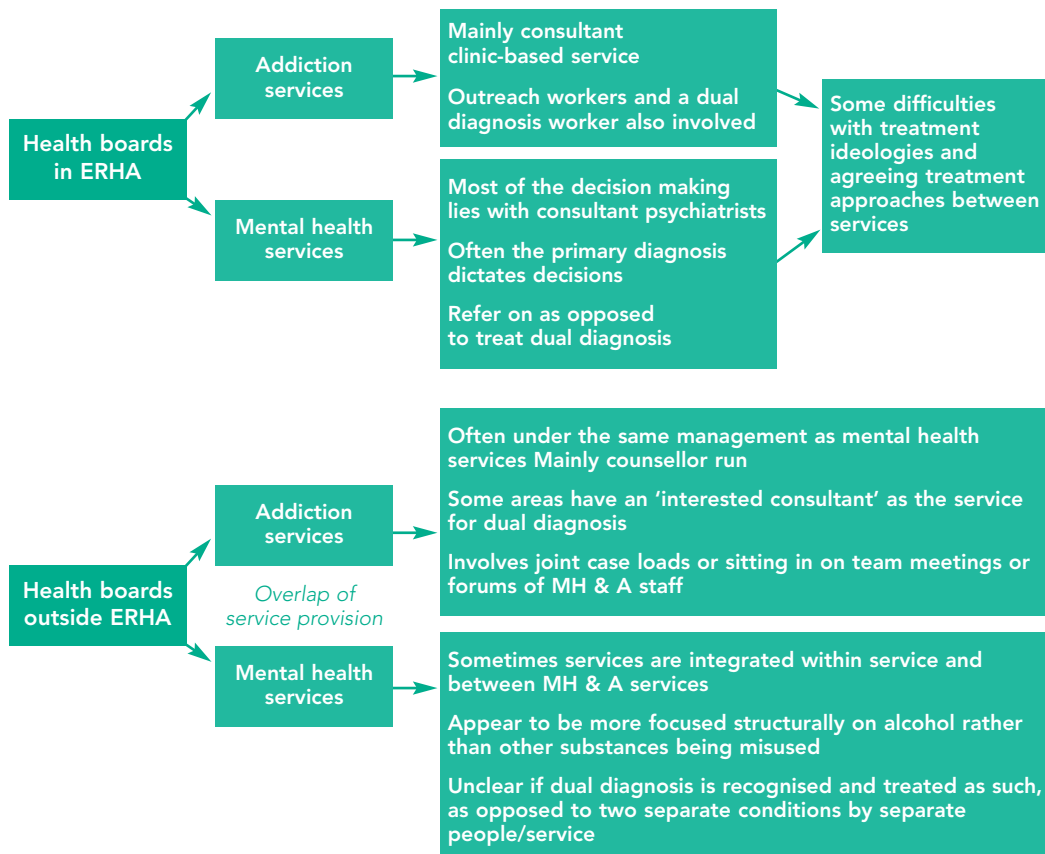 Health boards
in ERHA
Addiction
services
Mainly consultant
clinic-based service
Outreach workers and a dual
diagnosis worker also involved
Mental health
services
Most of the decision making
lies with consultant psychiatrists
Often the primary diagnosis
dictates decisions
Refer on as opposed
to treat dual diagnosis
Some difficulties
with treatment
ideologies and
agreeing treatment
approaches between
services
Health boards
outside ERHA
Addiction
services
Often under the same management as mental health
services Mainly counsellor run
Some areas have an ‘interested consultant’ as the service
for dual diagnosis
Involves joint case loads or sitting in on team meetings or
forums of MH & A staff
Overlap of
service provision
Mental health
services
Sometimes services are integrated within service and
between MH & A services
Appear to be more focused structurally on alcohol rather
than other substances being misused
Unclear if dual diagnosis is recognised and treated as such,
as opposed to two separate conditions by separate
people/service